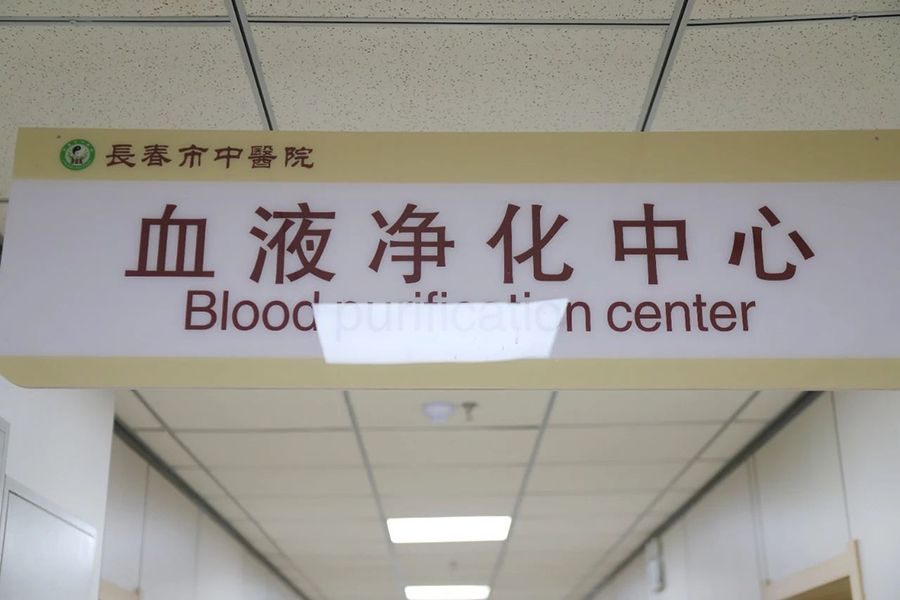 長春市中醫院
血液净化中心
Blood purification center